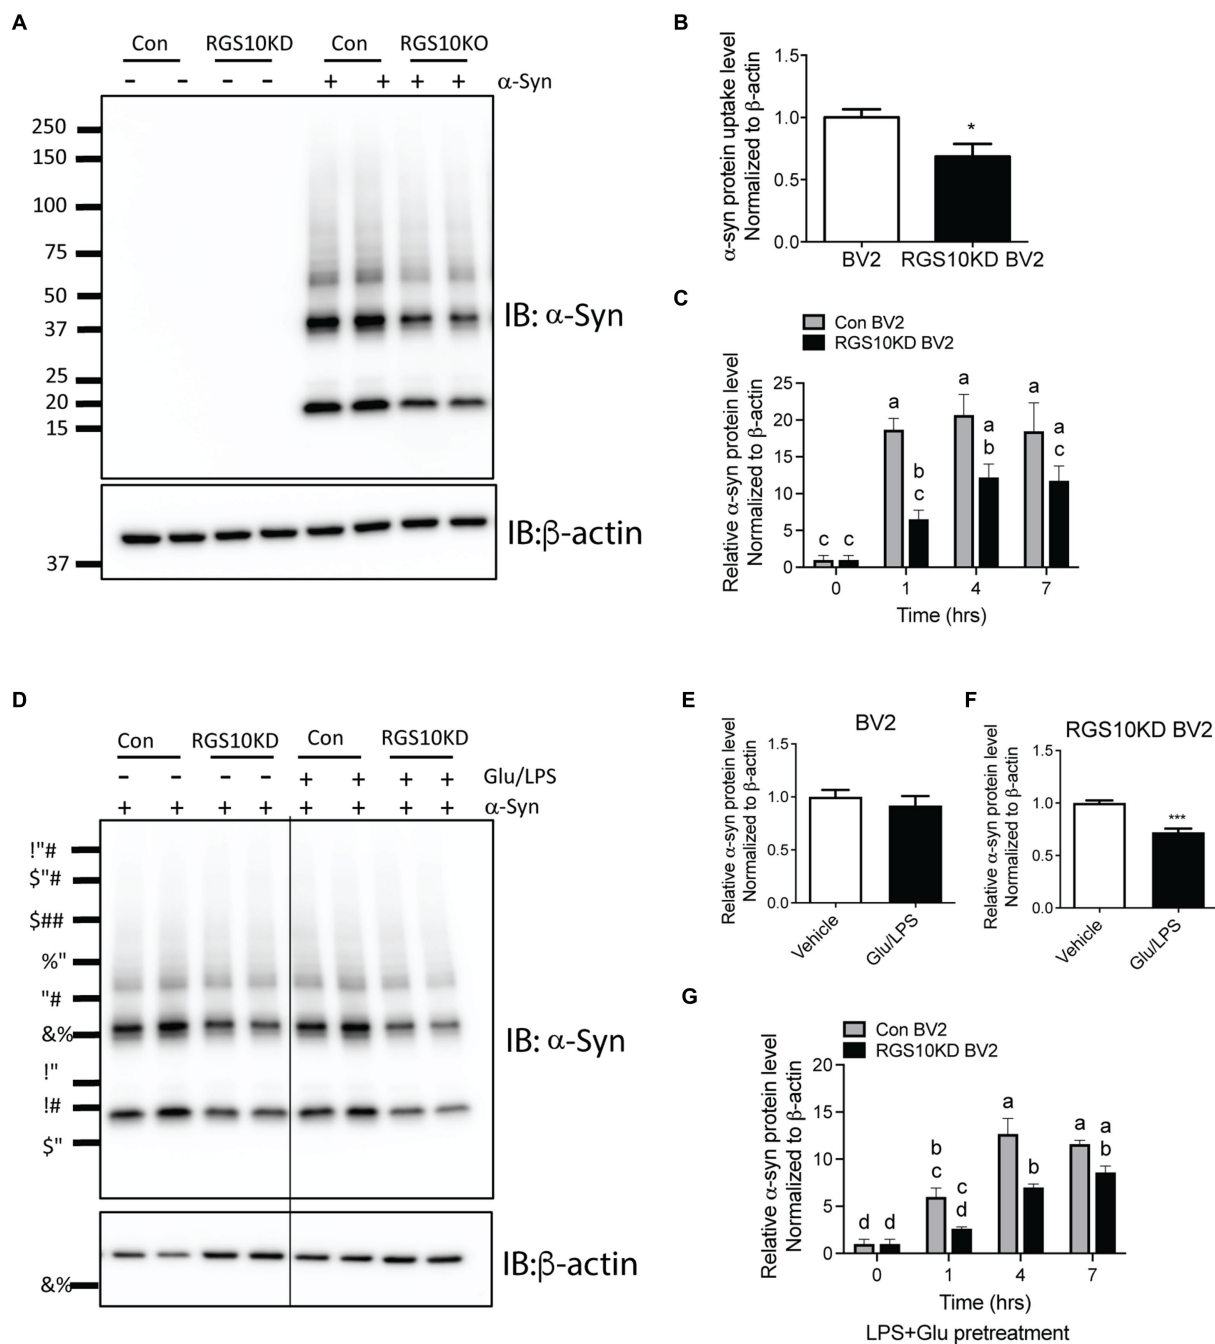 A
Con RGS10KD Con RGS10KO
- - - - + + + + α-Syn
250
150
100
75
50
37
25
20
15
IB: α-Syn
37
IB:β-actin
B
α-syn protein uptake level
Normalized to β-actin
1.5
1.0
0.5
0.0
*
BV2 RGS10KD BV2
C
Con BV2
RGS10KD BV2
Relative α-syn protein level
Normalized to β-actin
25
20
15
10
5
0
c c a b c a a b a a c
0 1 4 7
Time (hrs)
D
Con RGS10KD Con RGS10KD
- - - - + + + + Glu/LPS
+ + + + + + + + α-Syn
!"#
$"#
$##
%"
"#
&%
!"
!#
$"
IB: α-Syn
&%
IB:β-actin
E
BV2
Relative α-syn protein level
Normalized to β-actin
1.5
1.0
0.5
0.0
Vehicle Glu/LPS
F
RGS10KD BV2
Relative α-syn protein level
Normalized to β-actin
1.5
1.0
0.5
0.0
***
Vehicle Glu/LPS
G
Con BV2
RGS10KD BV2
Relative α-syn protein level
Normalized to β-actin
20
15
10
5
0
d d b c c d a b a a b
0 1 4 7
Time (hrs)
LPS+Glu pretreatment